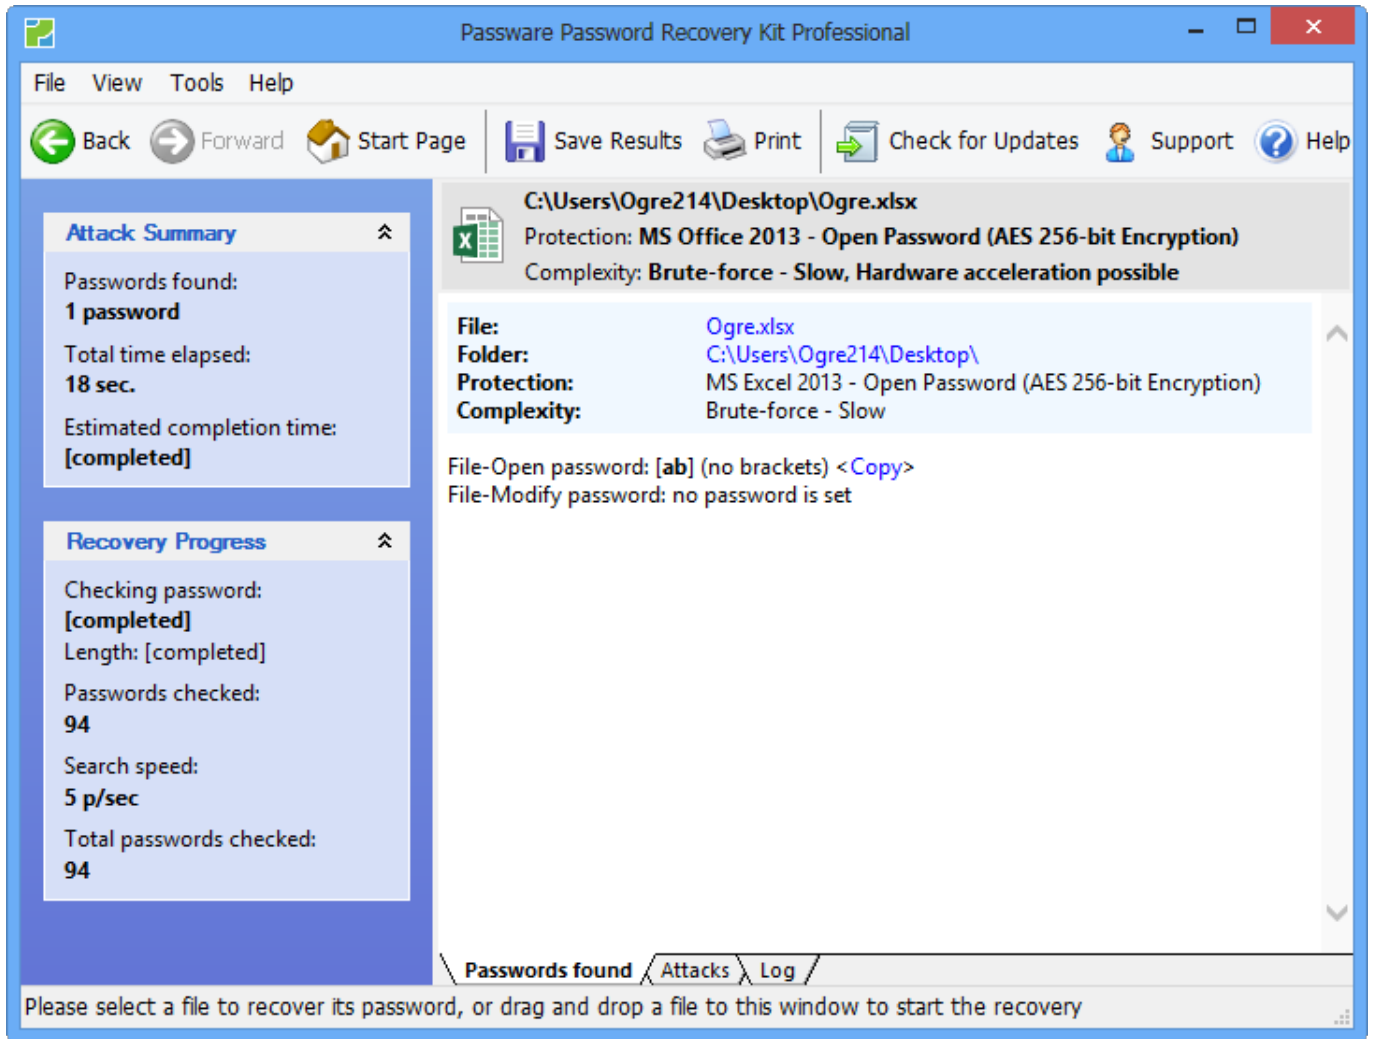 Passware Password Recovery Kit Professional
File View Tools Help
Back Forward Start Page Save Results Print Check for Updates Support Help
Attack Summary
Passwords found:
1 password
Total time elapsed:
18 sec.
Estimated completion time:
[completed]
Recovery Progress
Checking password:
[completed]
Length: [completed]
Passwords checked:
94
Search speed:
5 p/sec
Total passwords checked:
94
C:\Users\Ogre214\Desktop\Ogre.xlsx
Protection: MS Office 2013 - Open Password (AES 256-bit Encryption)
Complexity: Brute-force - Slow, Hardware acceleration possible
File: Ogre.xlsx
Folder: C:\Users\Ogre214\Desktop\
Protection: MS Excel 2013 - Open Password (AES 256-bit Encryption)
Complexity: Brute-force - Slow
File-Open password: [ab] (no brackets) <Copy>
File-Modify password: no password is set
Passwords found Attacks Log
Please select a file to recover its password, or drag and drop a file to this window to start the recovery